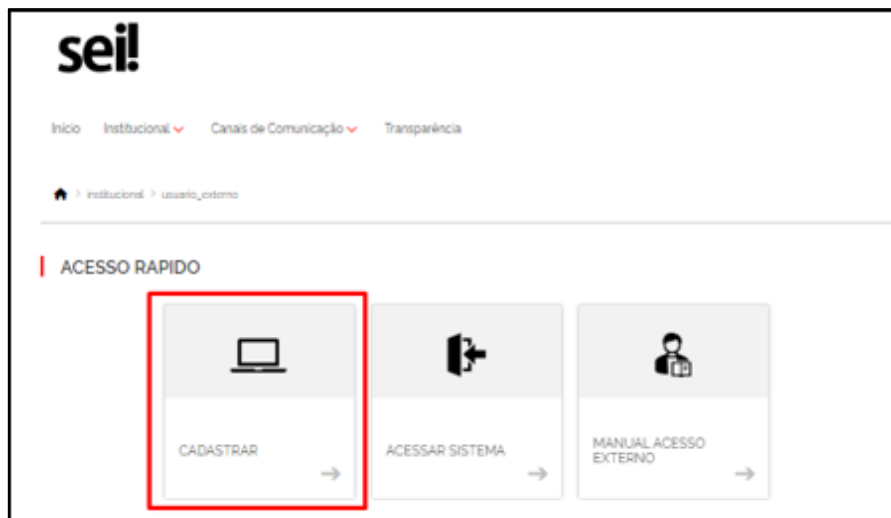 sei!
Início Institucional Canais de Comunicação Transparência
> institucional > usuario_externo
ACESSO RAPIDO
CADASTRAR
ACESSAR SISTEMA
MANUAL ACESSO
EXTERNO